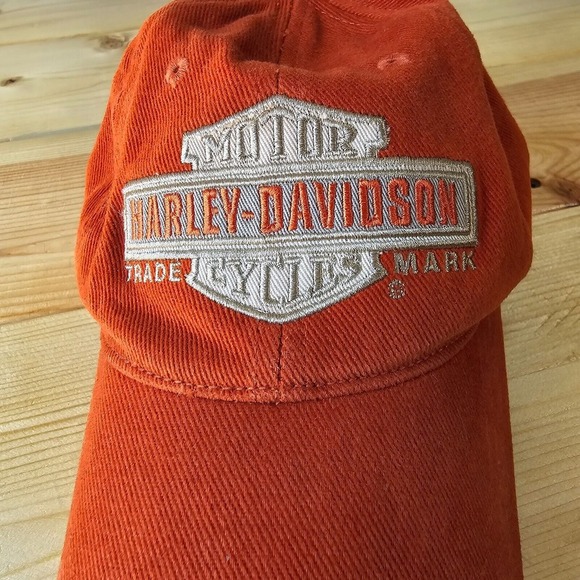 MOTOR
HARLEY-DAVIDSON
TRADE CYCLES MARK
®